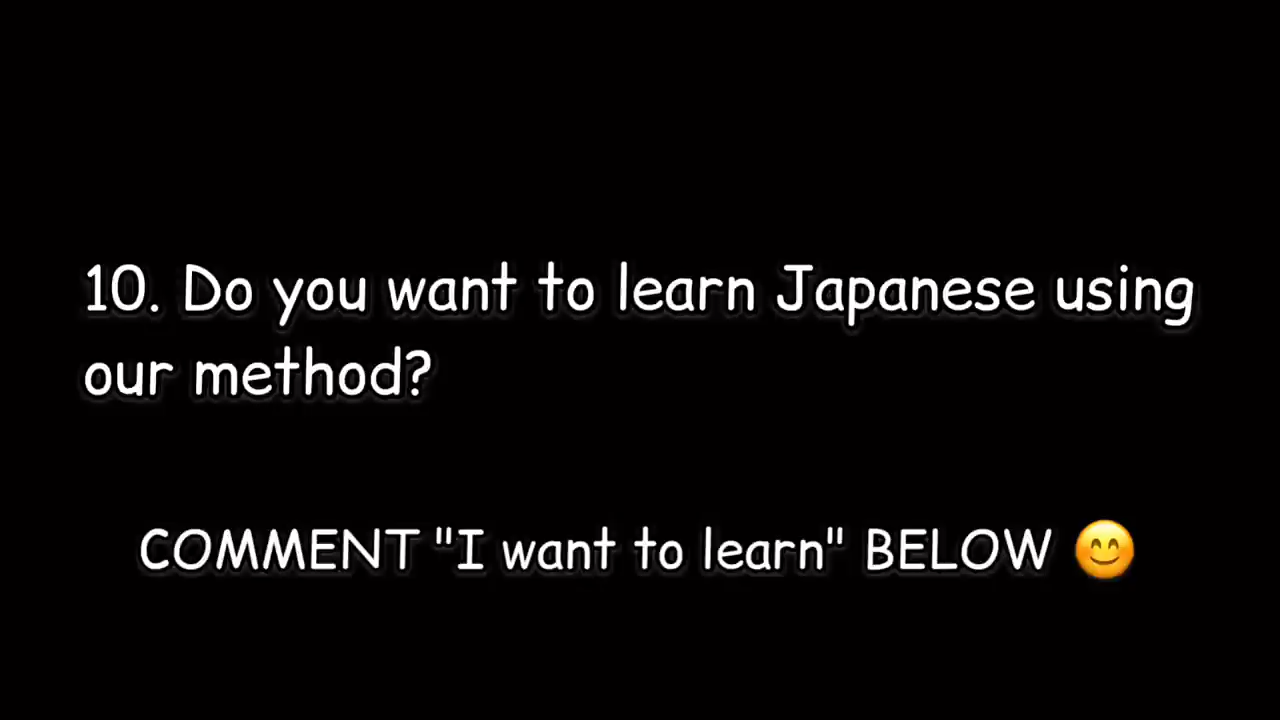 10. Do you want to learn Japanese using
our method?
COMMENT "I want to learn" BELOW 😊